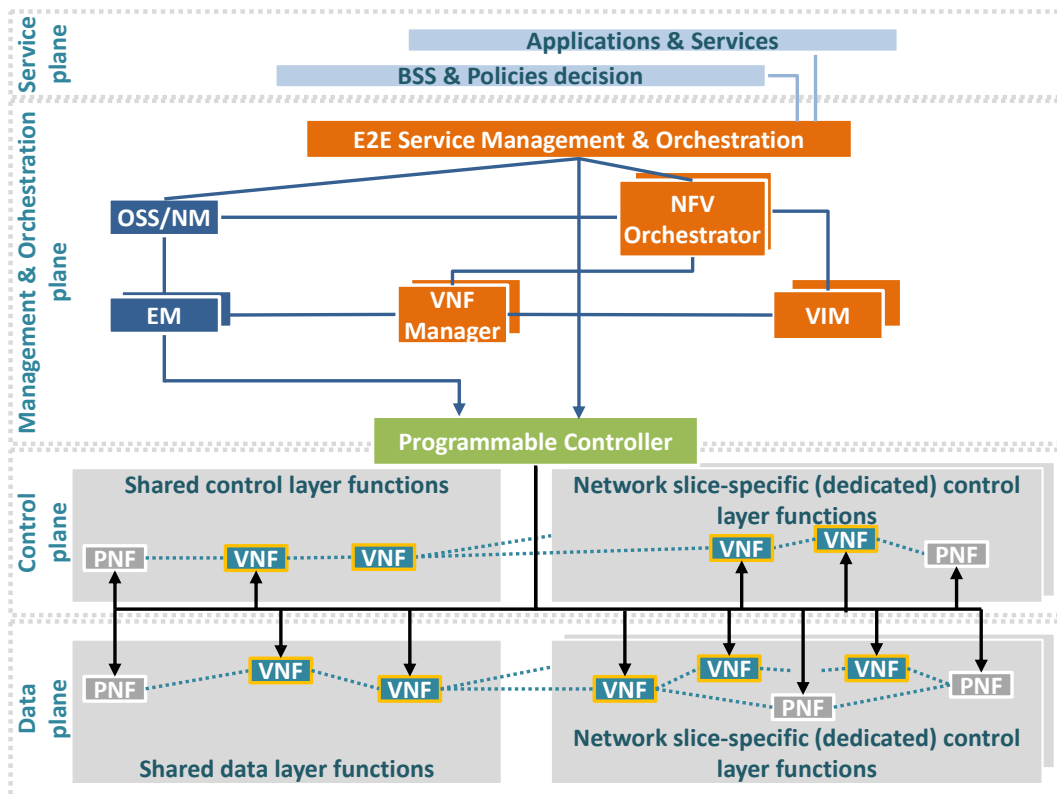 Service
plane
Applications & Services
BSS & Policies decision
Management & Orchestration
plane
E2E Service Management & Orchestration
OSS/NM
NFV
Orchestrator
EM
VNF
Manager
VIM
Programmable Controller
Control
plane
Shared control layer functions
Network slice-specific (dedicated) control
layer functions
PNF
VNF
VNF
VNF
VNF
PNF
Data
plane
PNF
VNF
VNF
VNF
VNF
PNF
VNF
PNF
Shared data layer functions
Network slice-specific (dedicated) control
layer functions